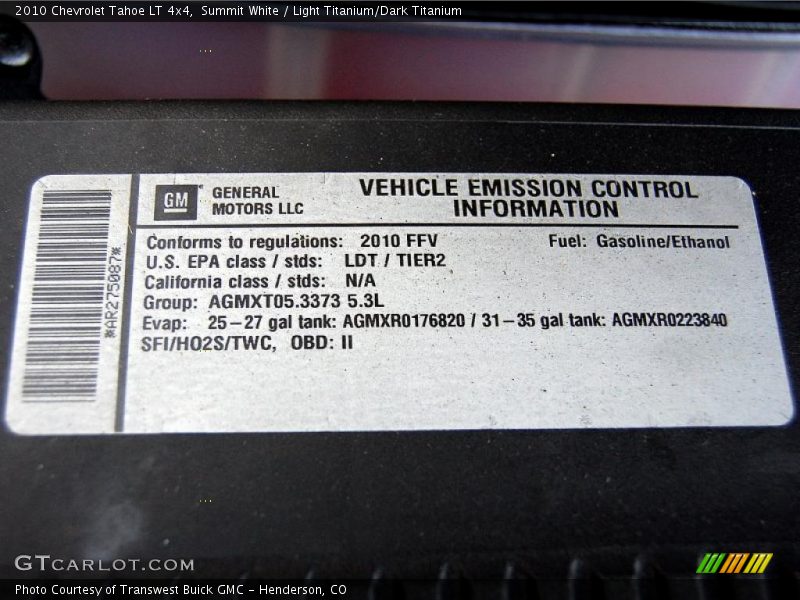 2010 Chevrolet Tahoe LT 4x4, Summit White / Light Titanium/Dark Titanium
GM
GENERAL
MOTORS LLC
VEHICLE EMISSION CONTROL
INFORMATION
*AR275087*
Conforms to regulations: 2010 FFV Fuel: Gasoline/Ethanol
U.S. EPA class / stds: LDT / TIER2
California class / stds: N/A
Group: AGMXT05.3373 5.3L
Evap: 25-27 gal tank: AGMXR0176820 / 31-35 gal tank: AGMXR0223840
SFI/HO2S/TWC, OBD: II
GTCARLOT.COM
Photo Courtesy of Transwest Buick GMC - Henderson, CO